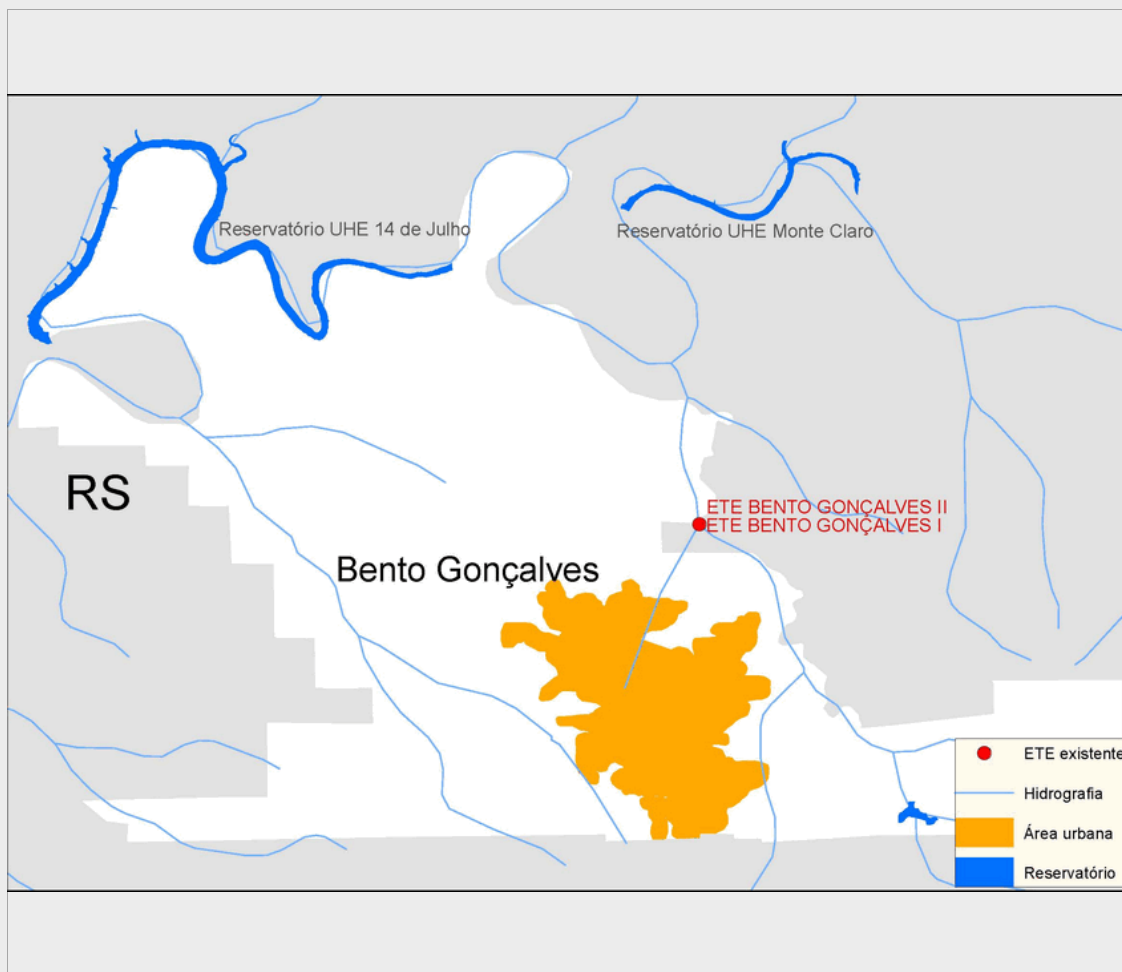 Reservatório UHE 14 de Julho
Reservatório UHE Monte Claro
RS
ETE BENTO GONÇALVES II
ETE BENTO GONÇALVES I
Bento Gonçalves
ETE existente
Hidrografia
Área urbana
Reservatório